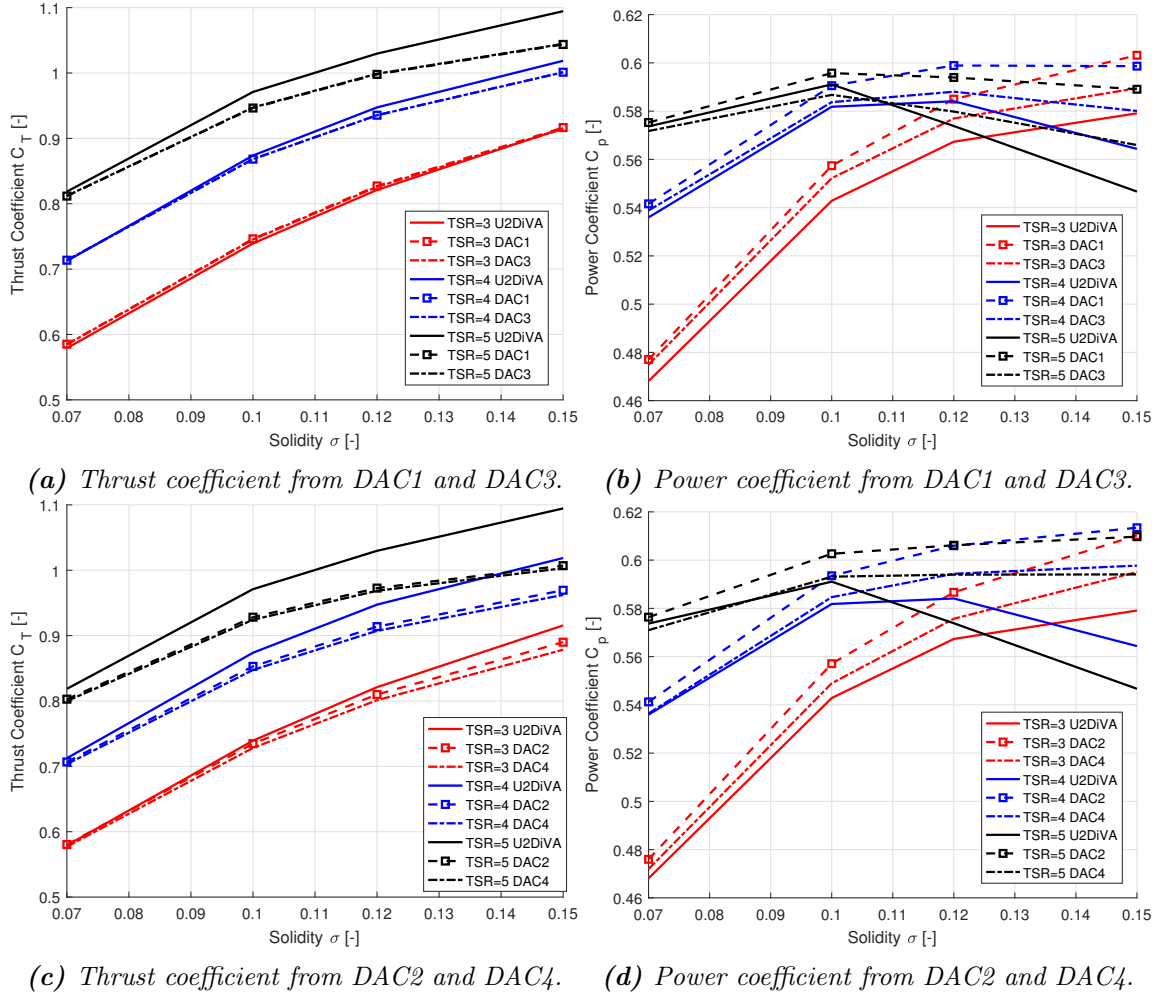 1.1
1
0.9
0.8
0.7
0.6
0.5
Thrust Coefficient C_T [-]
TSR=3 U2DiVA
TSR=3 DAC1
TSR=3 DAC3
TSR=4 U2DiVA
TSR=4 DAC1
TSR=4 DAC3
TSR=5 U2DiVA
TSR=5 DAC1
TSR=5 DAC3
0.07 0.08 0.09 0.1 0.11 0.12 0.13 0.14 0.15
Solidity σ [-]
(a) Thrust coefficient from DAC1 and DAC3.
0.62
0.6
0.58
0.56
0.54
0.52
0.5
0.48
0.46
Power Coefficient C_p [-]
TSR=3 U2DiVA
TSR=3 DAC1
TSR=3 DAC3
TSR=4 U2DiVA
TSR=4 DAC1
TSR=4 DAC3
TSR=5 U2DiVA
TSR=5 DAC1
TSR=5 DAC3
0.07 0.08 0.09 0.1 0.11 0.12 0.13 0.14 0.15
Solidity σ [-]
(b) Power coefficient from DAC1 and DAC3.
1.1
1
0.9
0.8
0.7
0.6
0.5
Thrust Coefficient C_T [-]
TSR=3 U2DiVA
TSR=3 DAC2
TSR=3 DAC4
TSR=4 U2DiVA
TSR=4 DAC2
TSR=4 DAC4
TSR=5 U2DiVA
TSR=5 DAC2
TSR=5 DAC4
0.07 0.08 0.09 0.1 0.11 0.12 0.13 0.14 0.15
Solidity σ [-]
(c) Thrust coefficient from DAC2 and DAC4.
0.62
0.6
0.58
0.56
0.54
0.52
0.5
0.48
0.46
Power Coefficient C_p [-]
TSR=3 U2DiVA
TSR=3 DAC2
TSR=3 DAC4
TSR=4 U2DiVA
TSR=4 DAC2
TSR=4 DAC4
TSR=5 U2DiVA
TSR=5 DAC2
TSR=5 DAC4
0.07 0.08 0.09 0.1 0.11 0.12 0.13 0.14 0.15
Solidity σ [-]
(d) Power coefficient from DAC2 and DAC4.